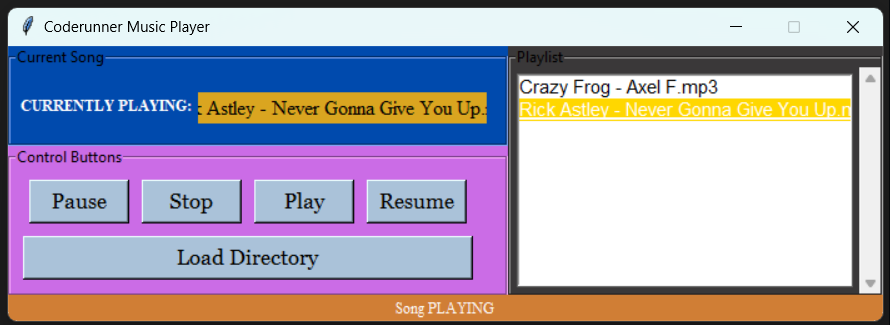 Coderunner Music Player
Current Song
CURRENTLY PLAYING: Astley - Never Gonna Give You Up.
Control Buttons
Pause Stop Play Resume
Load Directory
Playlist
Crazy Frog - Axel F.mp3
Rick Astley - Never Gonna Give You Up.m
Song PLAYING